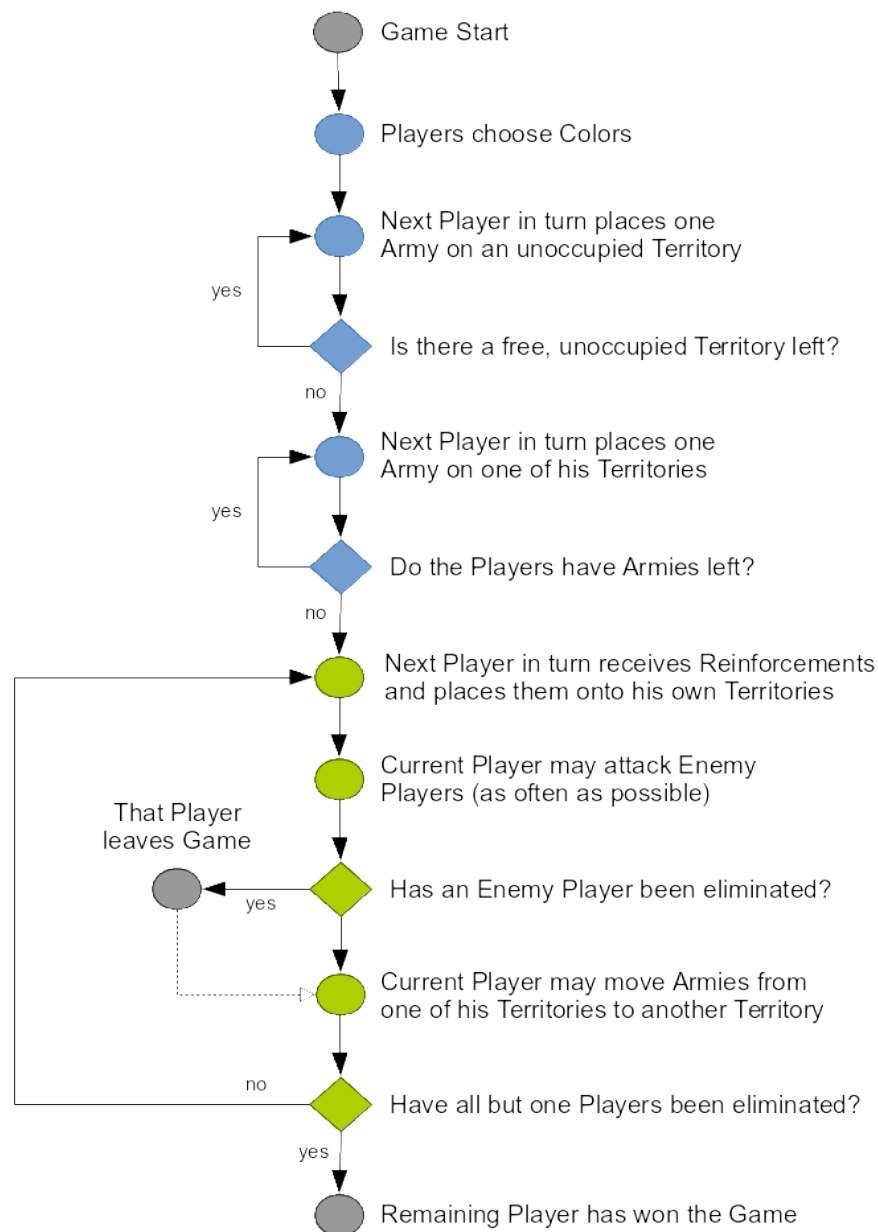 Game Start
Players choose Colors
Next Player in turn places one
Army on an unoccupied Territory
yes
Is there a free, unoccupied Territory left?
no
Next Player in turn places one
Army on one of his Territories
yes
Do the Players have Armies left?
no
Next Player in turn receives Reinforcements
and places them onto his own Territories
Current Player may attack Enemy
Players (as often as possible)
That Player
leaves Game
Has an Enemy Player been eliminated?
yes
Current Player may move Armies from
one of his Territories to another Territory
no
Have all but one Players been eliminated?
yes
Remaining Player has won the Game